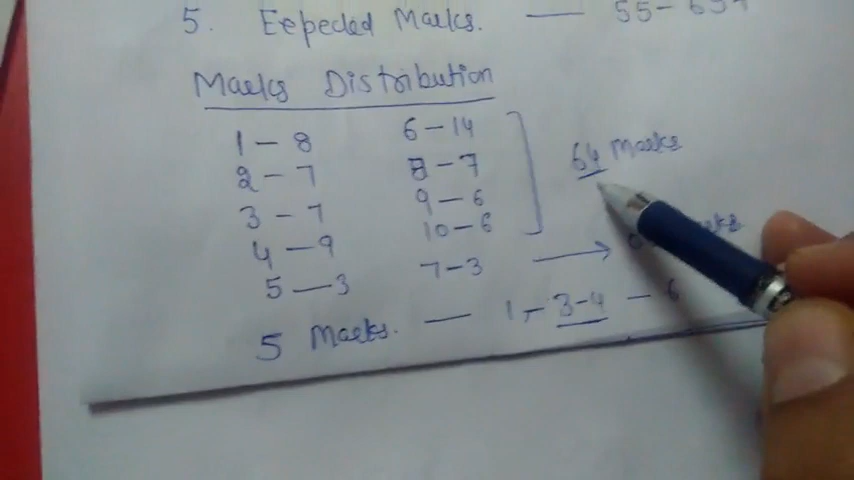 5. Eepected Marks. — 55-65
Marks Distribution
1 — 8 6 — 14
2 — 7 8 — 7
3 — 7 9 — 6 64 Marks
4 — 9 10 — 6
5 — 3 7 — 3 →
5 Marks. — 1, - 3-4 — 6